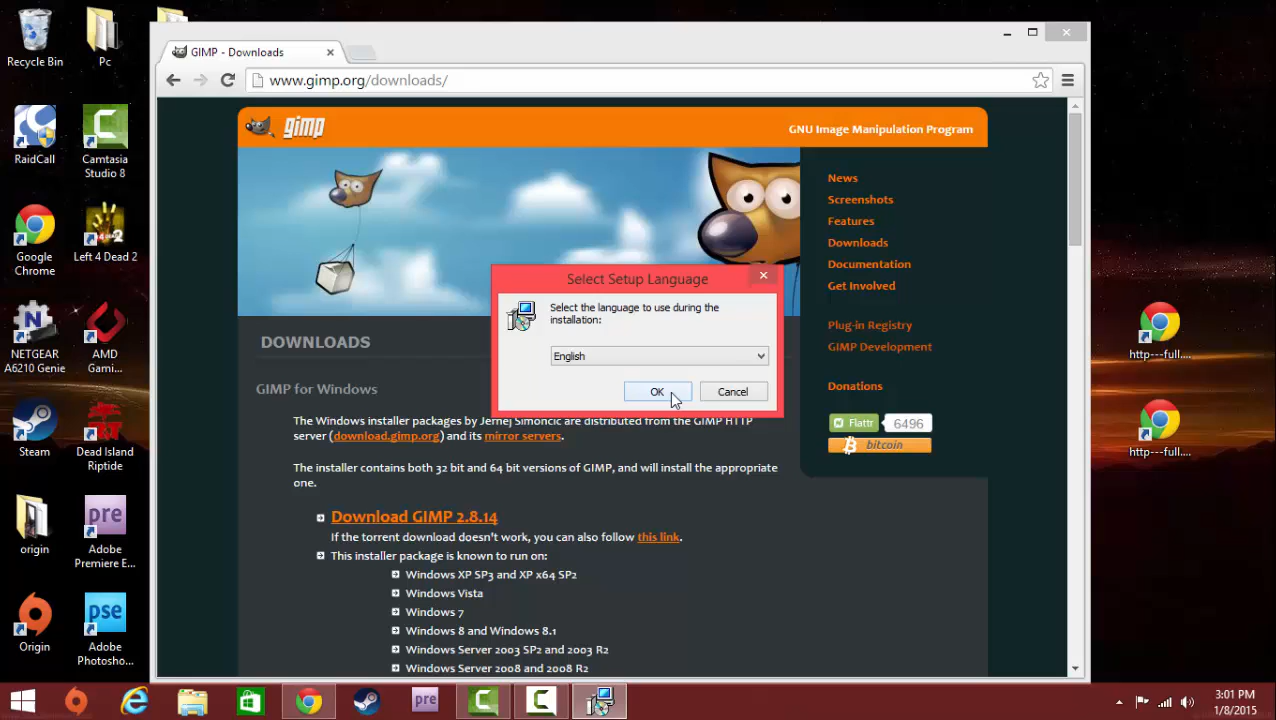 Recycle Bin
Pc
RaidCall
Camtasia
Studio 8
Google
Chrome
Left 4 Dead 2
NETGEAR
A6210 Genie
AMD
Gami...
Steam
Dead Island
Riptide
origin
Adobe
Premiere E...
Origin
Adobe
Photosho...
pre
pse
GIMP - Downloads
www.gimp.org/downloads/
gimp
GNU Image Manipulation Program
News
Screenshots
Features
Downloads
Documentation
Get Involved
Plug-in Registry
GIMP Development
Donations
Flattr 6496
bitcoin
Select Setup Language
Select the language to use during the
installation:
English
OK
Cancel
DOWNLOADS
GIMP for Windows
The Windows installer packages by Jernej Simončič are distributed from the GIMP HTTP
server (download.gimp.org) and its mirror servers.
The installer contains both 32 bit and 64 bit versions of GIMP, and will install the appropriate
one.
Download GIMP 2.8.14
If the torrent download doesn't work, you can also follow this link.
This installer package is known to run on:
Windows XP SP3 and XP x64 SP2
Windows Vista
Windows 7
Windows 8 and Windows 8.1
Windows Server 2003 SP2 and 2003 R2
Windows Server 2008 and 2008 R2
http---full....
http---full....
pre
3:01 PM
1/8/2015